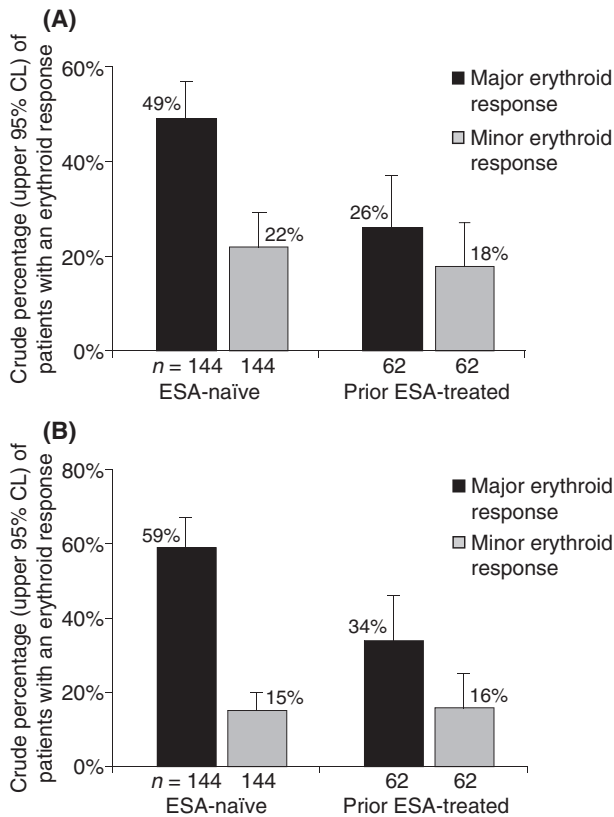 (A)
Crude percentage (upper 95% CL) of
patients with an erythroid response
60%
40%
20%
0%
49%
22%
26%
18%
Major erythroid
response
Minor erythroid
response
n = 144 144 62 62
ESA-naïve Prior ESA-treated
(B)
Crude percentage (upper 95% CL) of
patients with an erythroid response
80%
60%
40%
20%
0%
59%
15%
34%
16%
Major erythroid
response
Minor erythroid
response
n = 144 144 62 62
ESA-naïve Prior ESA-treated